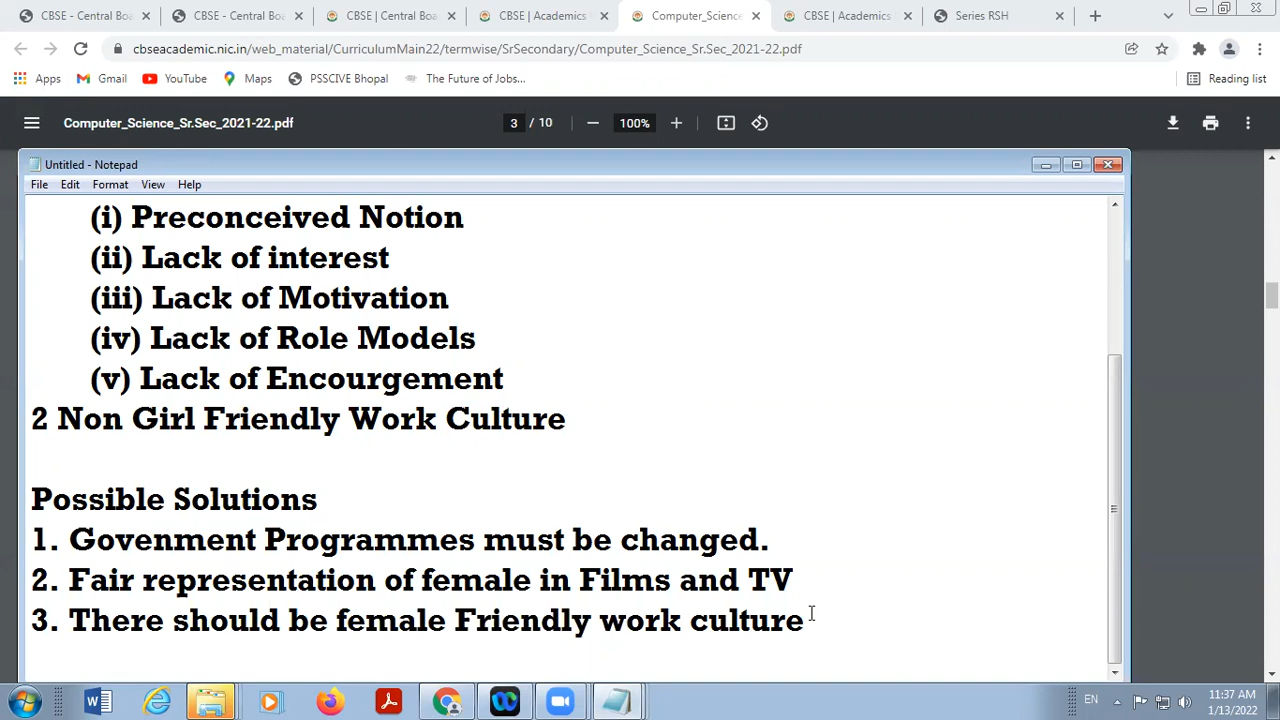 CBSE - Central Boa
CBSE - Central Boa
CBSE | Central Boa
CBSE | Academics
Computer_Science
CBSE | Academics
Series RSH
cbseacademic.nic.in/web_material/CurriculumMain22/termwise/SrSecondary/Computer_Science_Sr.Sec_2021-22.pdf
Apps
Gmail
YouTube
Maps
PSSCIVE Bhopal
The Future of Jobs...
Reading list
Computer_Science_Sr.Sec_2021-22.pdf
3 / 10
100%
Untitled - Notepad
File Edit Format View Help
(i) Preconceived Notion
(ii) Lack of interest
(iii) Lack of Motivation
(iv) Lack of Role Models
(v) Lack of Encourgement
2 Non Girl Friendly Work Culture
Possible Solutions
1. Govenment Programmes must be changed.
2. Fair representation of female in Films and TV
3. There should be female Friendly work culture
EN
11:37 AM
1/13/2022